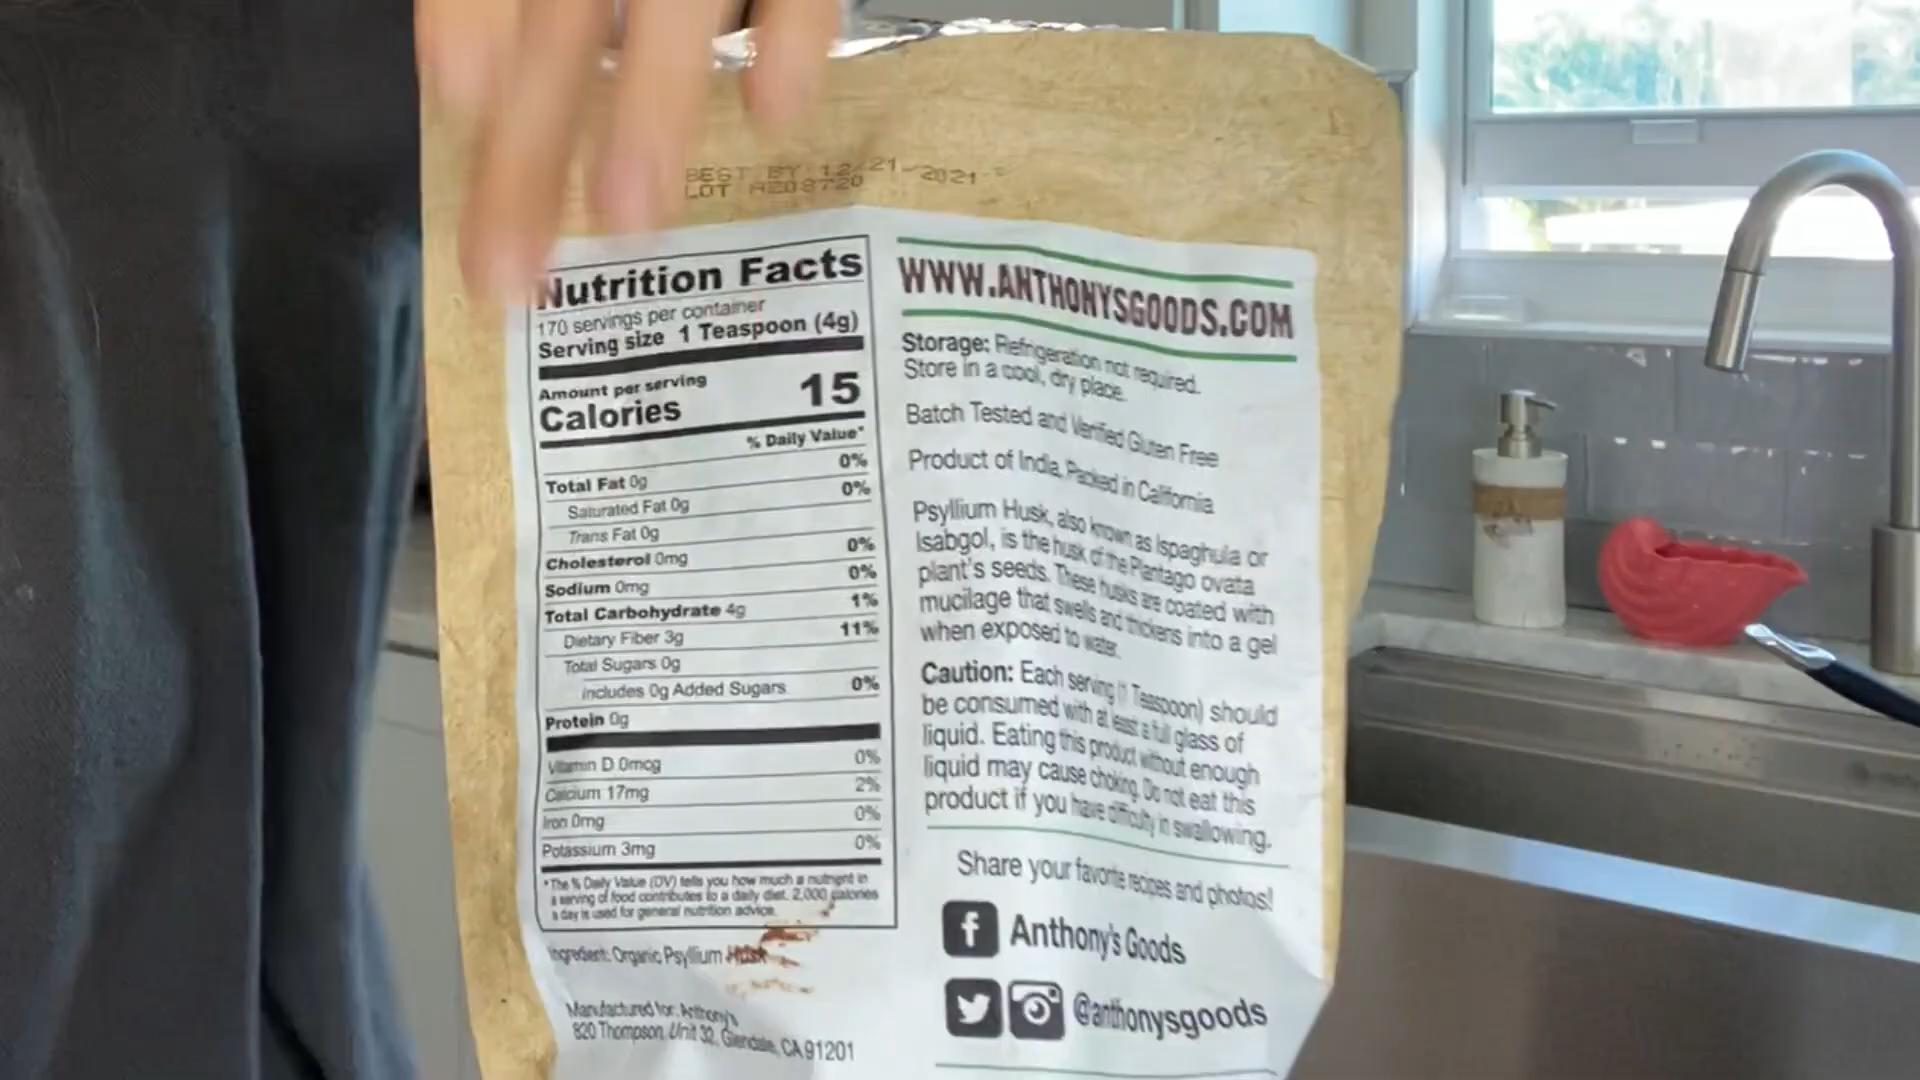 BEST BY 12-21-2021
LOT A208720
Nutrition Facts
170 servings per container
Serving size 1 Teaspoon (4g)
Amount per serving
Calories 15
% Daily Value*
Total Fat 0g 0%
Saturated Fat 0g 0%
Trans Fat 0g
Cholesterol 0mg 0%
Sodium 0mg 0%
Total Carbohydrate 4g 1%
Dietary Fiber 3g 11%
Total Sugars 0g
Includes 0g Added Sugars 0%
Protein 0g
Vitamin D 0mcg 0%
Calcium 17mg 2%
Iron 0mg 0%
Potassium 3mg 0%
*The % Daily Value (DV) tells you how much a nutrient in
a serving of food contributes to a daily diet. 2,000 calories
a day is used for general nutrition advice.
Ingredient: Organic Psyllium Husk
Manufactured for: Anthony's
820 Thompson, Unit 32, Glendale, CA 91201
WWW.ANTHONYSGOODS.COM
Storage: Refrigeration not required.
Store in a cool, dry place.
Batch Tested and Verified Gluten Free
Product of India, Packed in California
Psyllium Husk, also known as Ispaghula or
Isabgol, is the husk of the Plantago ovata
plant's seeds. These husks are coated with
mucilage that swells and thickens into a gel
when exposed to water.
Caution: Each serving (1 Teaspoon) should
be consumed with at least a full glass of
liquid. Eating this product without enough
liquid may cause choking. Do not eat this
product if you have difficulty in swallowing.
Share your favorite recipes and photos!
Anthony's Goods
@anthonysgoods